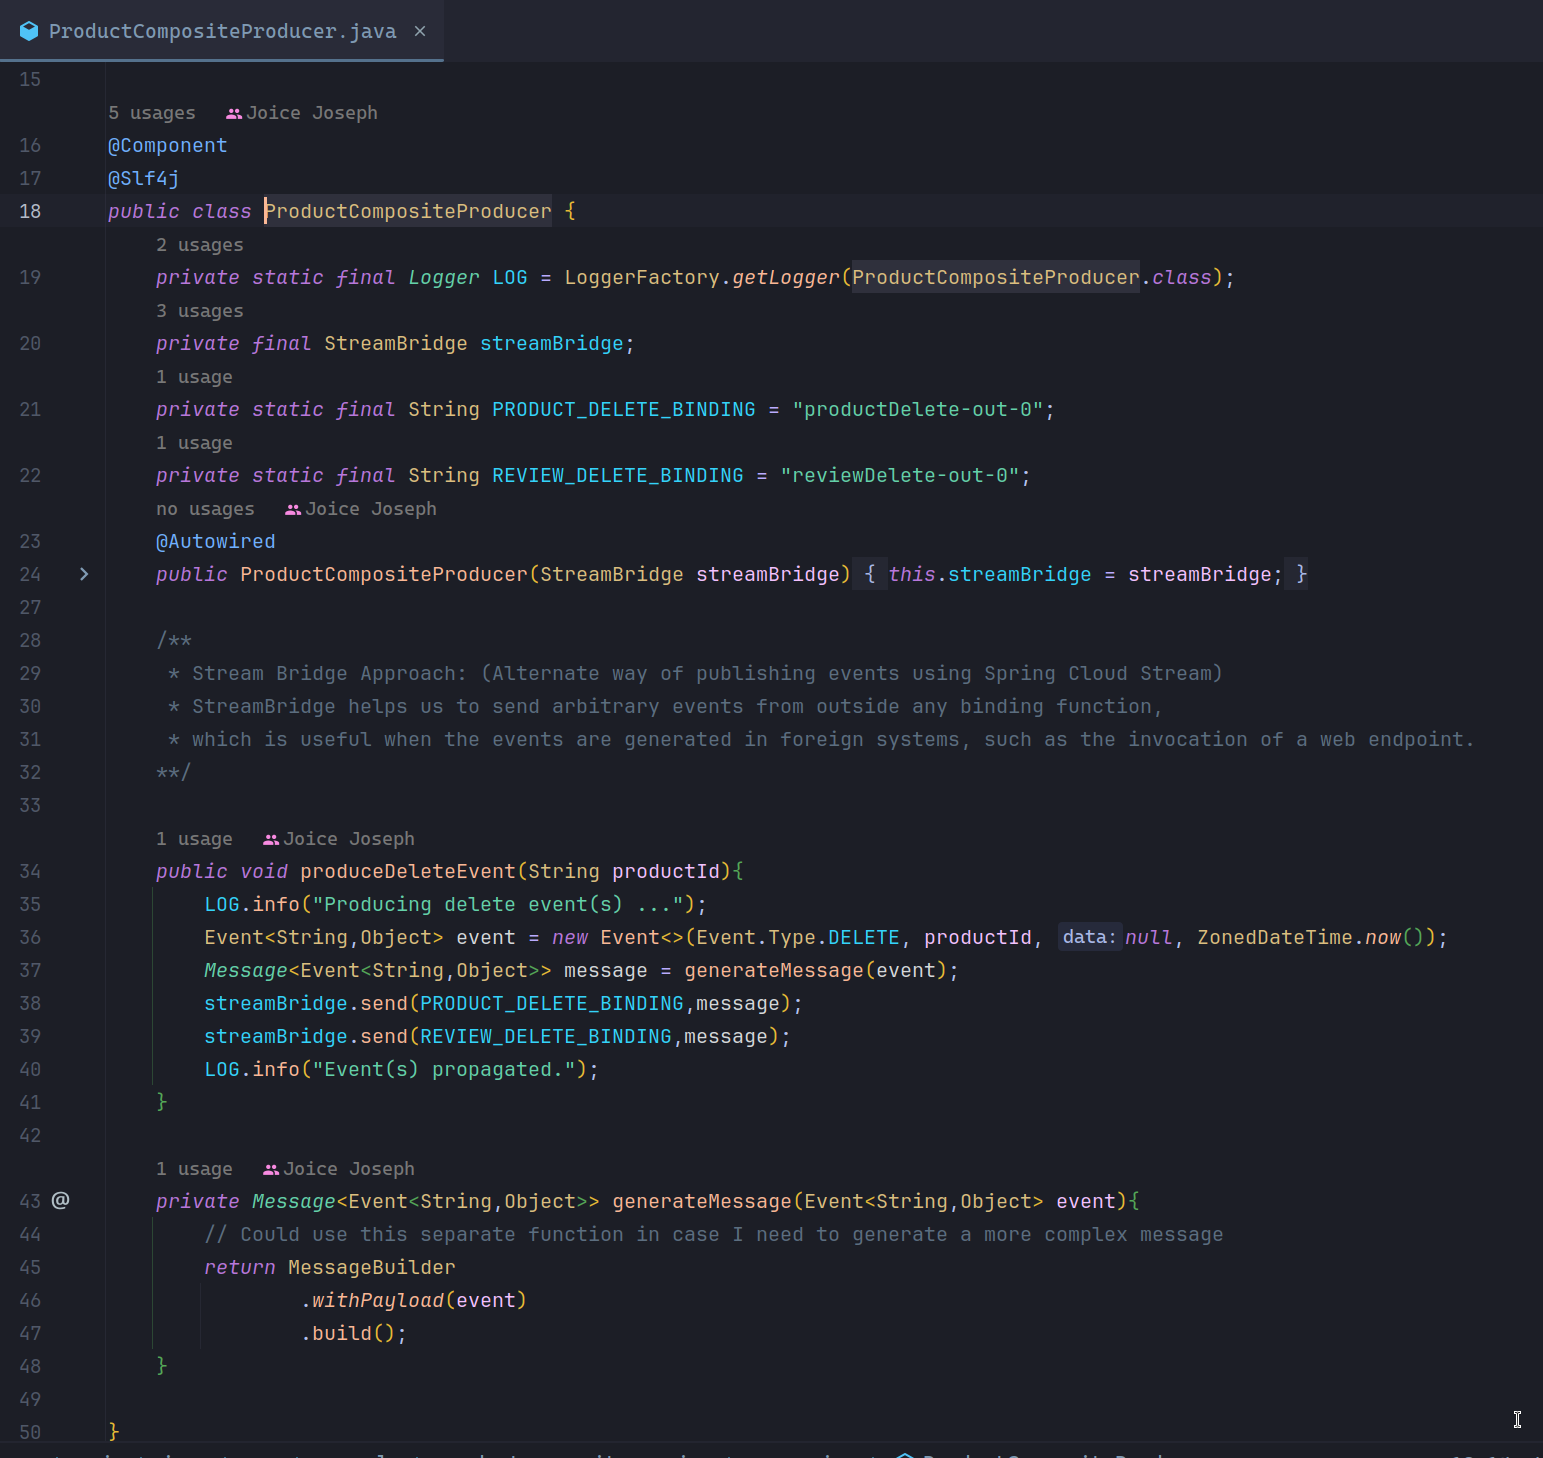 ProductCompositeProducer.java ×
15
5 usages Joice Joseph
16 @Component
17 @Slf4j
18 public class ProductCompositeProducer {
2 usages
19 private static final Logger LOG = LoggerFactory.getLogger(ProductCompositeProducer.class);
3 usages
20 private final StreamBridge streamBridge;
1 usage
21 private static final String PRODUCT_DELETE_BINDING = "productDelete-out-0";
1 usage
22 private static final String REVIEW_DELETE_BINDING = "reviewDelete-out-0";
no usages Joice Joseph
23 @Autowired
24 public ProductCompositeProducer(StreamBridge streamBridge) { this.streamBridge = streamBridge; }
27
28 /**
29 * Stream Bridge Approach: (Alternate way of publishing events using Spring Cloud Stream)
30 * StreamBridge helps us to send arbitrary events from outside any binding function,
31 * which is useful when the events are generated in foreign systems, such as the invocation of a web endpoint.
32 **/
33
1 usage Joice Joseph
34 public void produceDeleteEvent(String productId){
35 LOG.info("Producing delete event(s) ...");
36 Event<String,Object> event = new Event<>(Event.Type.DELETE, productId, data: null, ZonedDateTime.now());
37 Message<Event<String,Object>> message = generateMessage(event);
38 streamBridge.send(PRODUCT_DELETE_BINDING,message);
39 streamBridge.send(REVIEW_DELETE_BINDING,message);
40 LOG.info("Event(s) propagated.");
41 }
42
1 usage Joice Joseph
43 @ private Message<Event<String,Object>> generateMessage(Event<String,Object> event){
44 // Could use this separate function in case I need to generate a more complex message
45 return MessageBuilder
46 .withPayload(event)
47 .build();
48 }
49
50 }